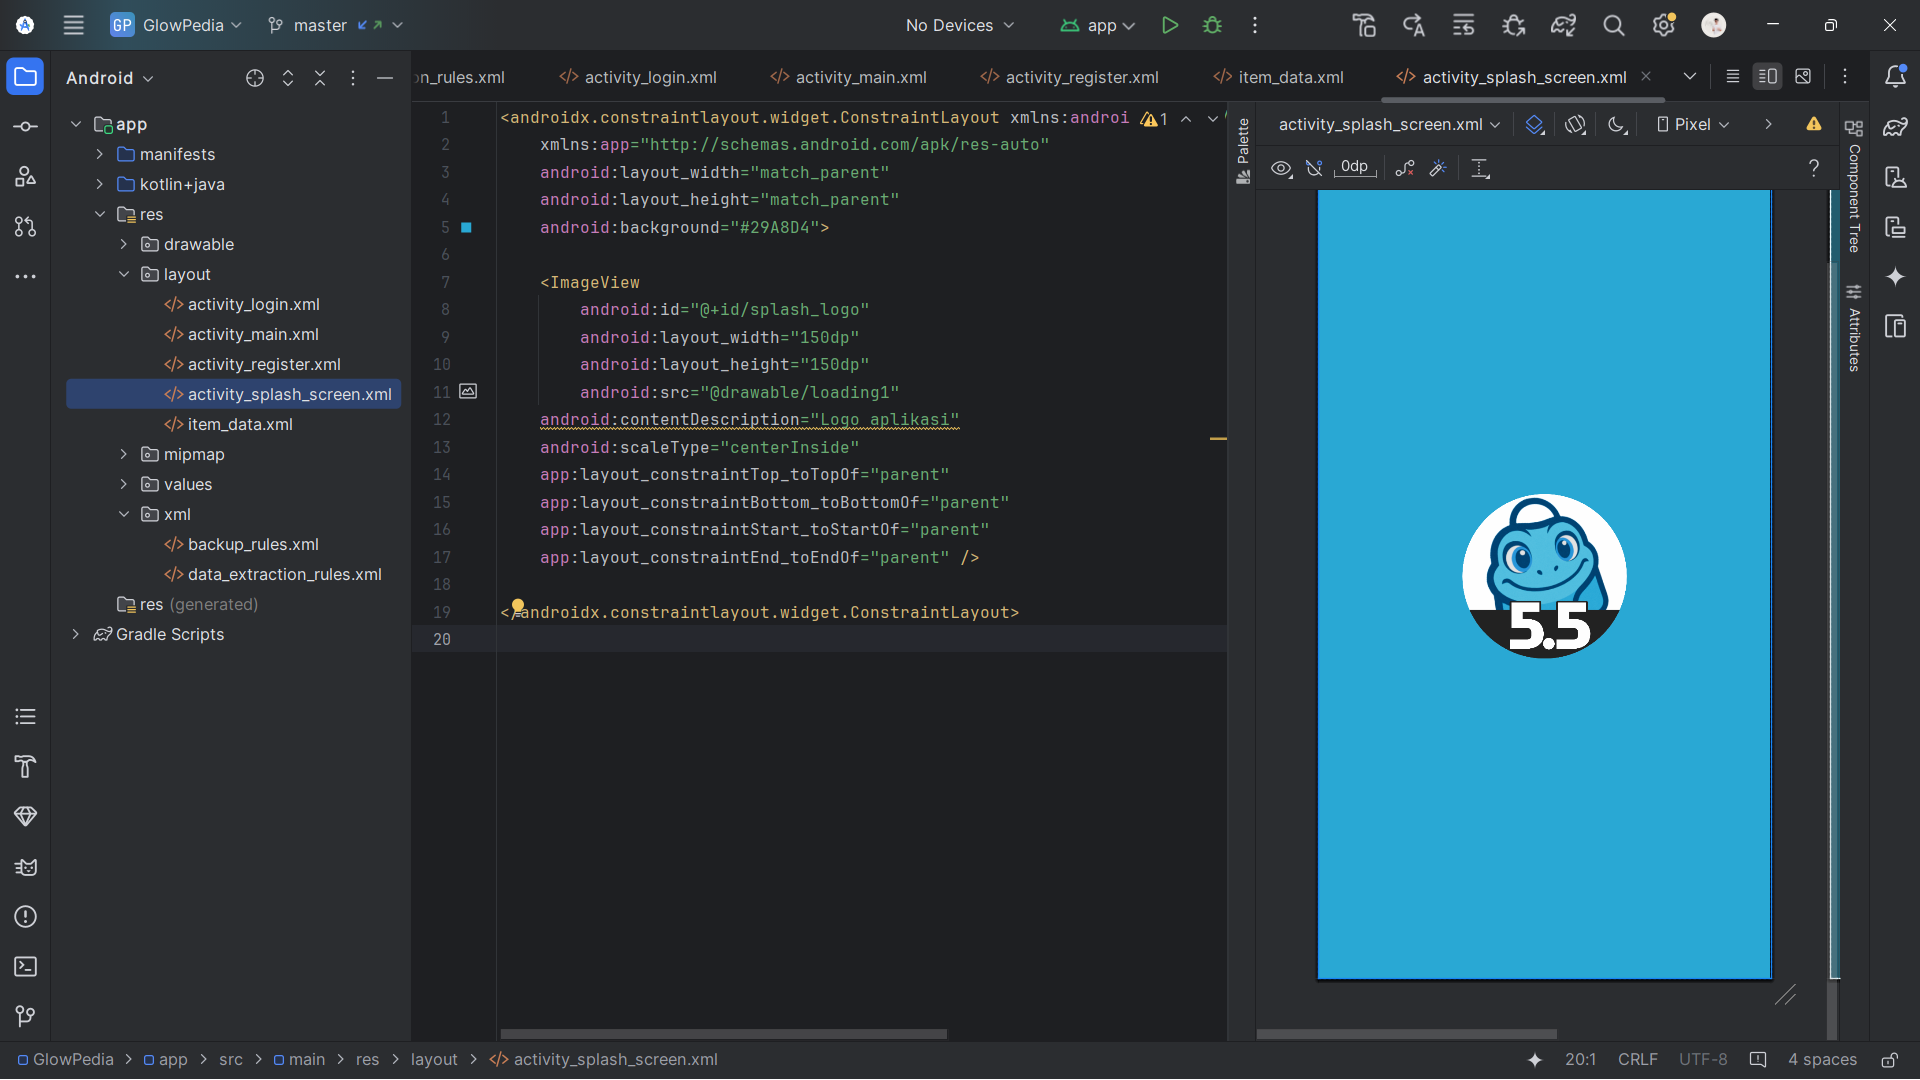 GP GlowPedia master No Devices app
Android
n_rules.xml activity_login.xml activity_main.xml activity_register.xml item_data.xml activity_splash_screen.xml
app
manifests
kotlin+java
res
drawable
layout
activity_login.xml
activity_main.xml
activity_register.xml
activity_splash_screen.xml
item_data.xml
mipmap
values
xml
backup_rules.xml
data_extraction_rules.xml
res (generated)
Gradle Scripts
1 <androidx.constraintlayout.widget.ConstraintLayout xmlns:androi 1
2 xmlns:app="http://schemas.android.com/apk/res-auto"
3 android:layout_width="match_parent"
4 android:layout_height="match_parent"
5 android:background="#29A8D4">
6
7 <ImageView
8 android:id="@+id/splash_logo"
9 android:layout_width="150dp"
10 android:layout_height="150dp"
11 android:src="@drawable/loading1"
12 android:contentDescription="Logo aplikasi"
13 android:scaleType="centerInside"
14 app:layout_constraintTop_toTopOf="parent"
15 app:layout_constraintBottom_toBottomOf="parent"
16 app:layout_constraintStart_toStartOf="parent"
17 app:layout_constraintEnd_toEndOf="parent" />
18
19 </androidx.constraintlayout.widget.ConstraintLayout>
20
Palette
activity_splash_screen.xml Pixel
0dp ?
5.5
Component Tree
Attributes
GlowPedia > app > src > main > res > layout > activity_splash_screen.xml
20:1 CRLF UTF-8 4 spaces